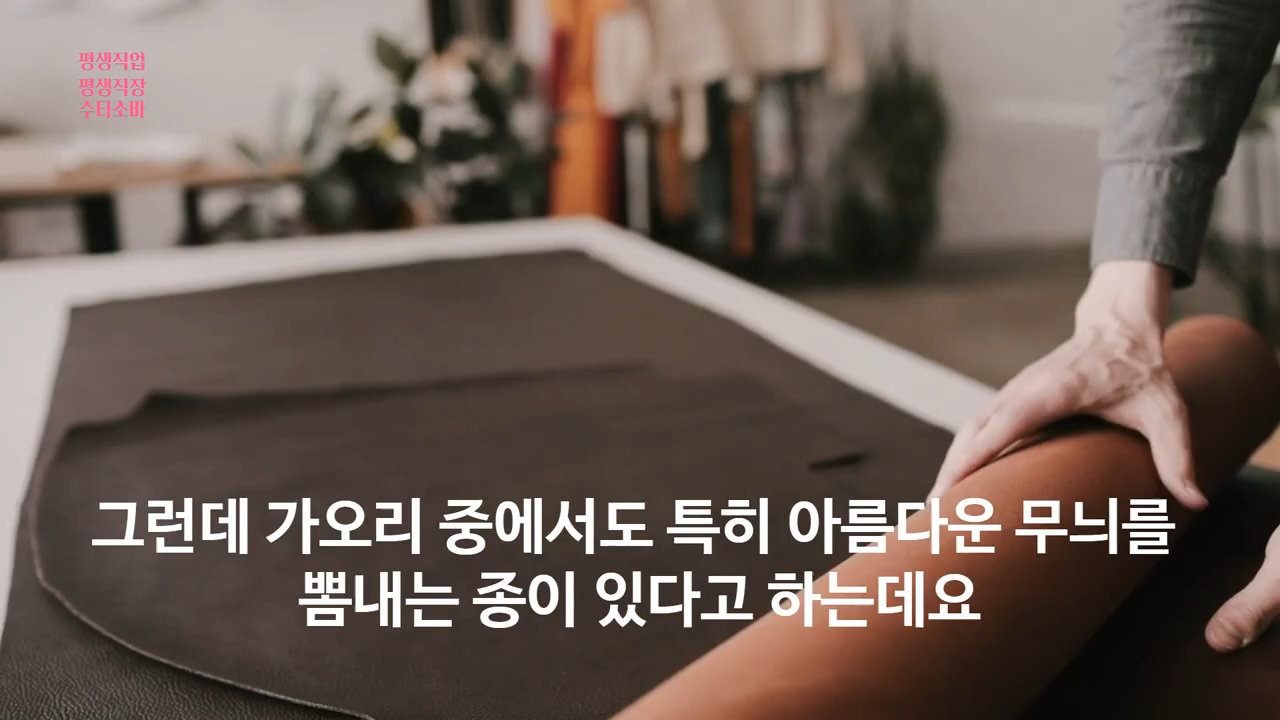 평생직업
평생직장
수티소바
그런데 가오리 중에서도 특히 아름다운 무늬를
뽐내는 종이 있다고 하는데요